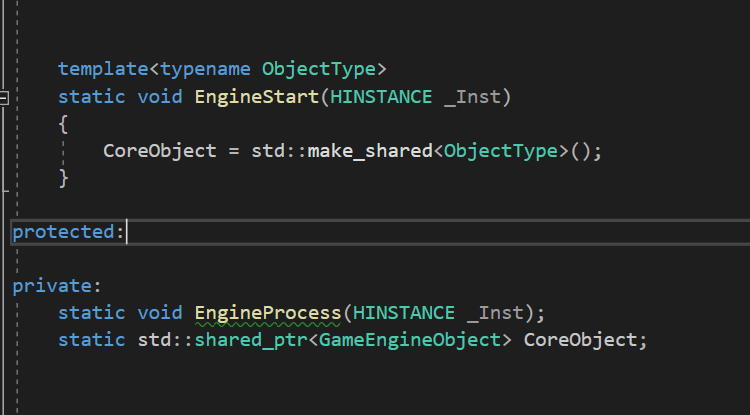 template<typename ObjectType>
static void EngineStart(HINSTANCE _Inst)
{
CoreObject = std::make_shared<ObjectType>();
}
protected:
private:
static void EngineProcess(HINSTANCE _Inst);
static std::shared_ptr<GameEngineObject> CoreObject;